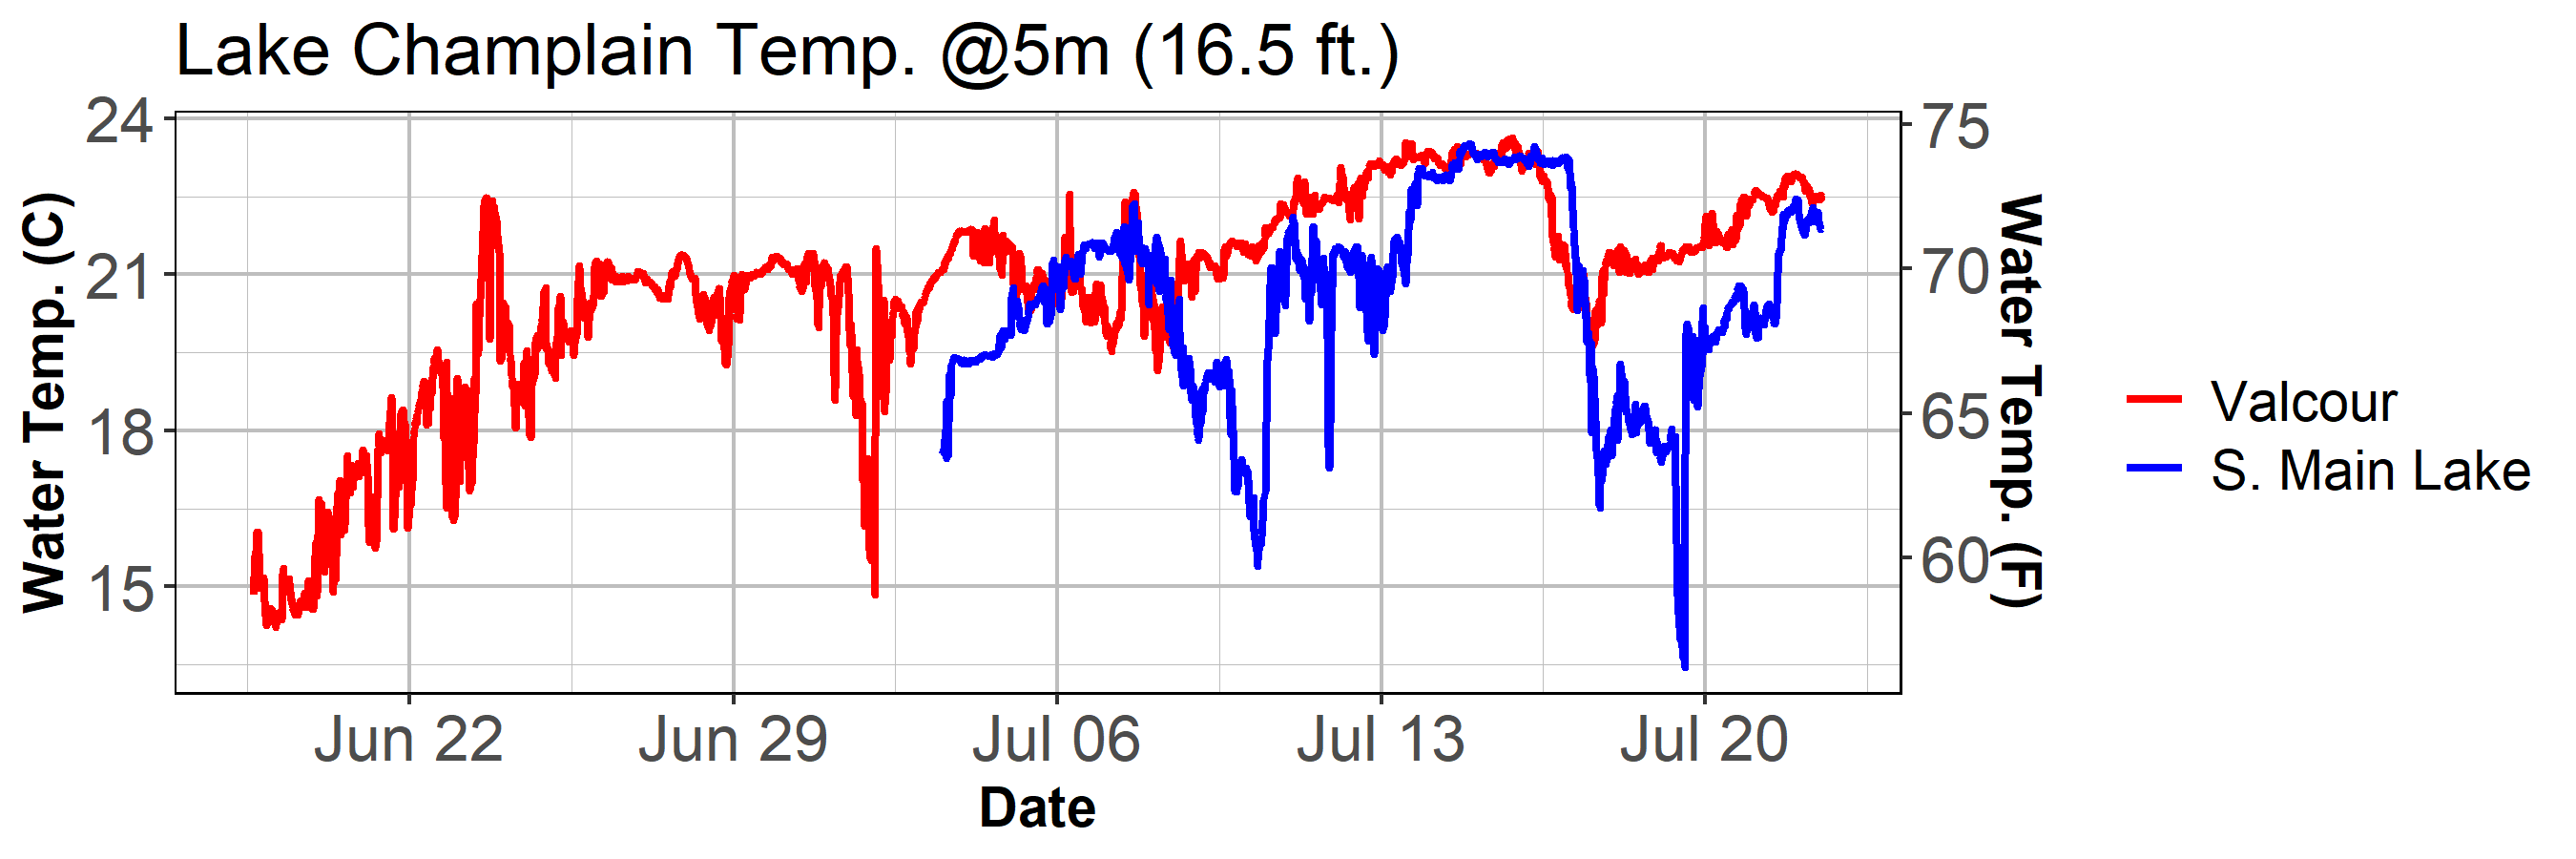 Lake Champlain Temp. @5m (16.5 ft.)
24
21
18
15
Water Temp. (C)
75
70
65
60
Water Temp. (F)
Jun 22
Jun 29
Jul 06
Jul 13
Jul 20
Date
Valcour
S. Main Lake